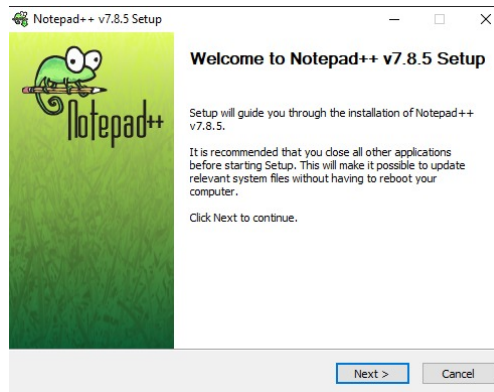 Notepad++ v7.8.5 Setup
Notepad++
Welcome to Notepad++ v7.8.5 Setup
Setup will guide you through the installation of Notepad++
v7.8.5.
It is recommended that you close all other applications
before starting Setup. This will make it possible to update
relevant system files without having to reboot your
computer.
Click Next to continue.
Next >
Cancel